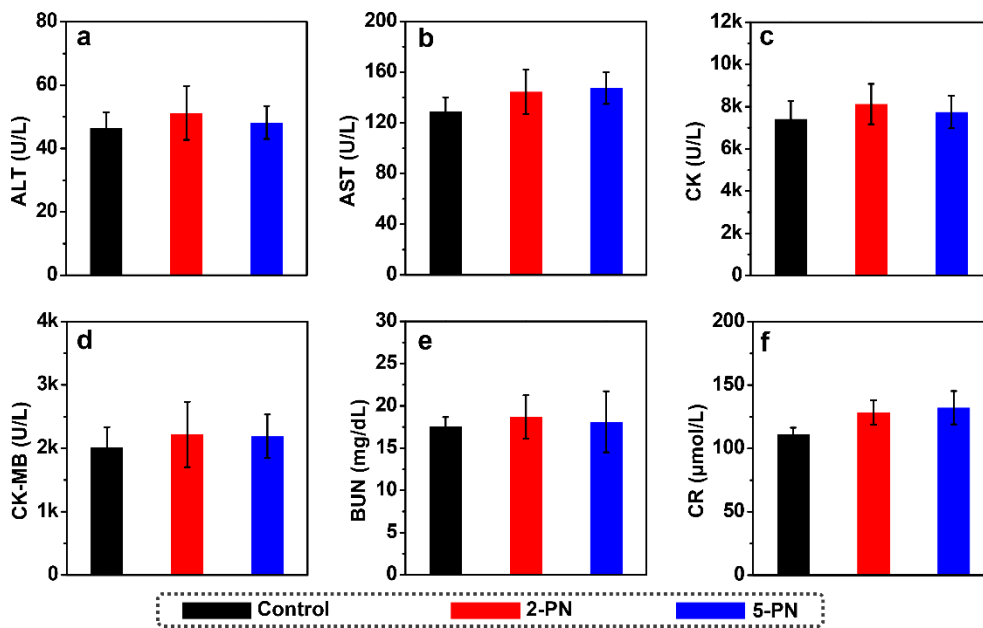 a
ALT (U/L)
80
60
40
20
0
b
AST (U/L)
200
160
120
80
40
0
c
CK (U/L)
12k
10k
8k
6k
4k
2k
0
d
CK-MB (U/L)
4k
3k
2k
1k
0
e
BUN (mg/dL)
30
25
20
15
10
5
0
f
CR (μmol/L)
200
150
100
50
0
Control 2-PN 5-PN